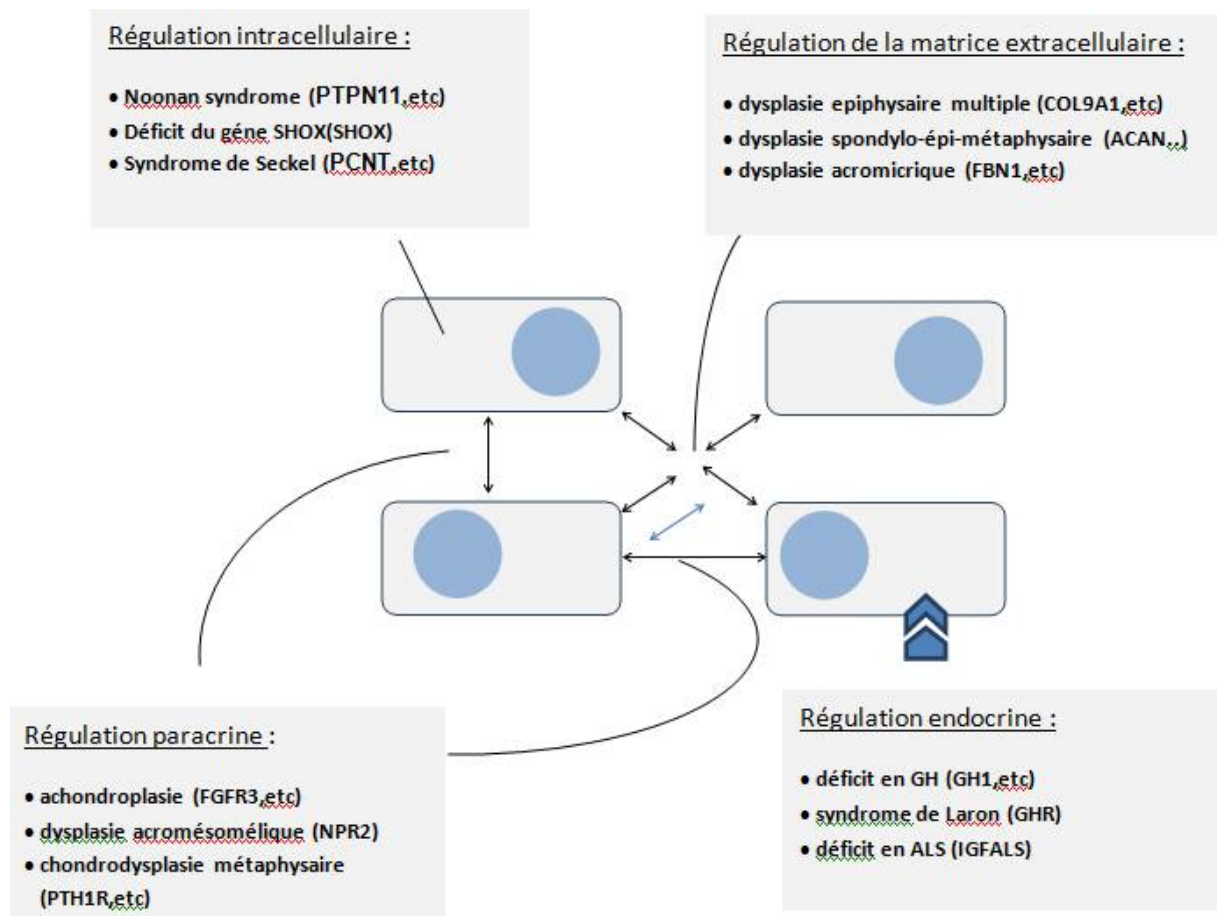 Régulation intracellulaire :
• Noonan syndrome (PTPN11,etc)
• Déficit du géne SHOX(SHOX)
• Syndrome de Seckel (PCNT,etc)
Régulation de la matrice extracellulaire :
• dysplasie epiphysaire multiple (COL9A1,etc)
• dysplasie spondylo-épi-métaphysaire (ACAN,,)
• dysplasie acromicrique (FBN1,etc)
Régulation paracrine :
• achondroplasie (FGFR3,etc)
• dysplasie acromésomélique (NPR2)
• chondrodysplasie métaphysaire
(PTH1R,etc)
Régulation endocrine :
• déficit en GH (GH1,etc)
• syndrome de Laron (GHR)
• déficit en ALS (IGFALS)